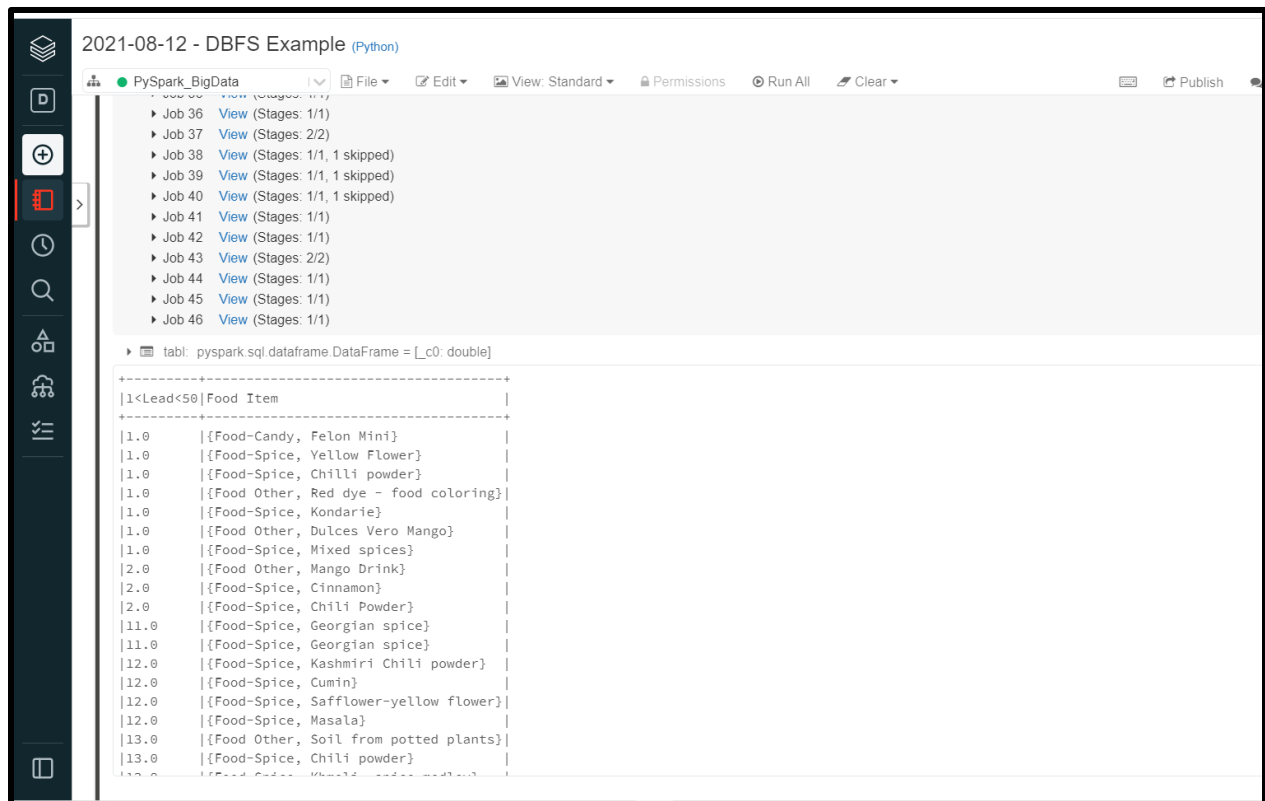 2021-08-12 - DBFS Example (Python)
PySpark_BigData File Edit View: Standard Permissions Run All Clear Publish
D
Job 36 View (Stages: 1/1)
Job 37 View (Stages: 2/2)
Job 38 View (Stages: 1/1, 1 skipped)
Job 39 View (Stages: 1/1, 1 skipped)
Job 40 View (Stages: 1/1, 1 skipped)
Job 41 View (Stages: 1/1)
Job 42 View (Stages: 1/1)
Job 43 View (Stages: 2/2)
Job 44 View (Stages: 1/1)
Job 45 View (Stages: 1/1)
Job 46 View (Stages: 1/1)
tabl: pyspark.sql.dataframe.DataFrame = [_c0: double]
+---------+-------------------------------------+
|1<Lead<50|Food Item                            |
+---------+-------------------------------------+
|1.0      |{Food-Candy, Felon Mini}             |
|1.0      |{Food-Spice, Yellow Flower}          |
|1.0      |{Food-Spice, Chilli powder}          |
|1.0      |{Food Other, Red dye - food coloring}|
|1.0      |{Food-Spice, Kondarie}               |
|1.0      |{Food Other, Dulces Vero Mango}      |
|1.0      |{Food-Spice, Mixed spices}           |
|2.0      |{Food Other, Mango Drink}            |
|2.0      |{Food-Spice, Cinnamon}               |
|2.0      |{Food-Spice, Chili Powder}           |
|11.0     |{Food-Spice, Georgian spice}         |
|11.0     |{Food-Spice, Georgian spice}         |
|12.0     |{Food-Spice, Kashmiri Chili powder}  |
|12.0     |{Food-Spice, Cumin}                  |
|12.0     |{Food-Spice, Safflower-yellow flower}|
|12.0     |{Food-Spice, Masala}                 |
|13.0     |{Food Other, Soil from potted plants}|
|13.0     |{Food-Spice, Chili powder}           |